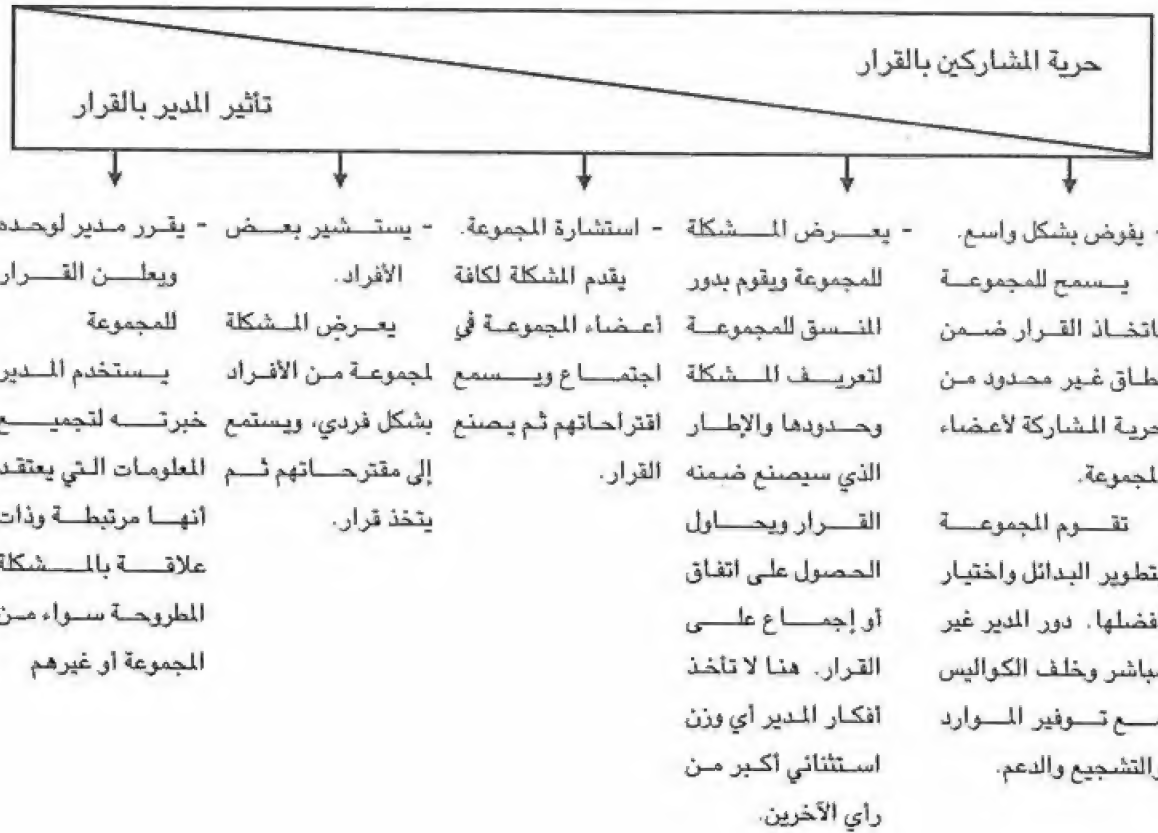 حرية المشاركين بالقرار
تأثير المدير بالقرار
- يفوض بشكل واسع.
يسمح للمجموعة
باتخاذ القرار ضمن
نطاق غير محدود من
حرية المشاركة لأعضاء
المجموعة.
تقوم المجموعة
بتطوير البدائل واختيار
أفضلها. دور المدير غير
مباشر وخلف الكواليس
مع توفير الموارد
والتشجيع والدعم.
- يعرض المشكلة
للمجموعة ويقوم بدور
المنسق للمجموعة
لتعريف المشكلة
وحدودها والإطار
الذي سيصنع ضمنه
القرار ويحاول
الحصول على اتفاق
أو إجماع على
القرار. هنا لا تأخذ
أفكار المدير أي وزن
استثنائي أكبر من
رأي الآخرين.
- استشارة المجموعة.
يقدم المشكلة لكافة
أعضاء المجموعة في
اجتماع ويسمع
اقتراحاتهم ثم يصنع
القرار.
- يستشير بعض
الأفراد.
يعرض المشكلة
لمجموعة من الأفراد
بشكل فردي، ويستمع
إلى مقترحاتهم ثم
يتخذ قرار.
- يقرر مدير لوحده
ويعلن القرار
للمجموعة
يستخدم المدير
خبرته لتجميع
المعلومات التي يعتقد
أنها مرتبطة وذات
علاقة بالمشكلة
المطروحة سواء من
المجموعة أو غيرهم